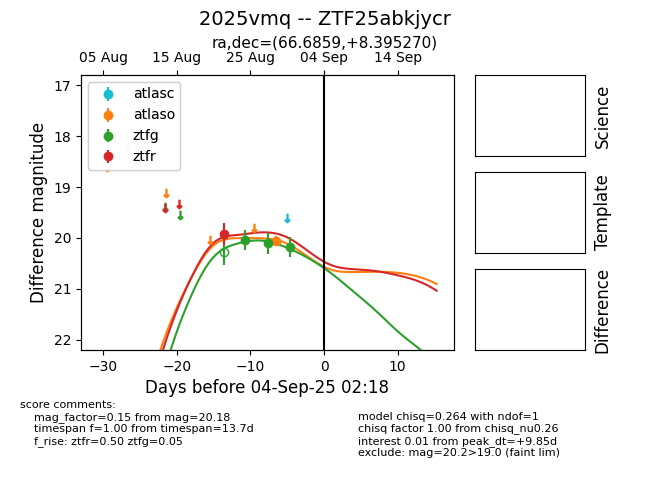 2025vmq -- ZTF25abkjycr
ra,dec=(66.6859,+8.395270)
05 Aug 15 Aug 25 Aug 04 Sep 14 Sep
17
18
19
20
21
22
Difference magnitude
atlasc
atlaso
ztfg
ztfr
−30 −20 −10 0 10
Days before 04-Sep-25 02:18
Science
Template
Difference
score comments:
mag_factor=0.15 from mag=20.18
timespan f=1.00 from timespan=13.7d
f_rise: ztfr=0.50 ztfg=0.05
model chisq=0.264 with ndof=1
chisq factor 1.00 from chisq_nu0.26
interest 0.01 from peak_dt=+9.85d
exclude: mag=20.2>19.0 (faint lim)